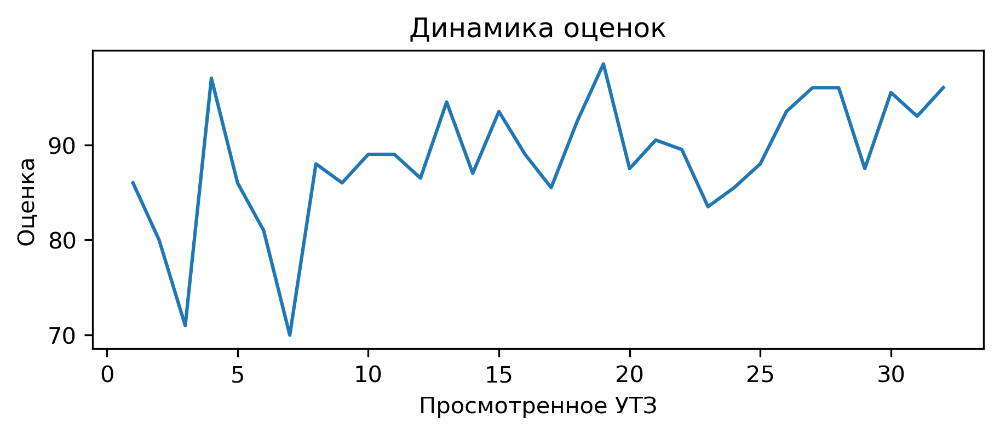 Динамика оценок
Оценка
90
80
70
0 5 10 15 20 25 30
Просмотренное УТЗ